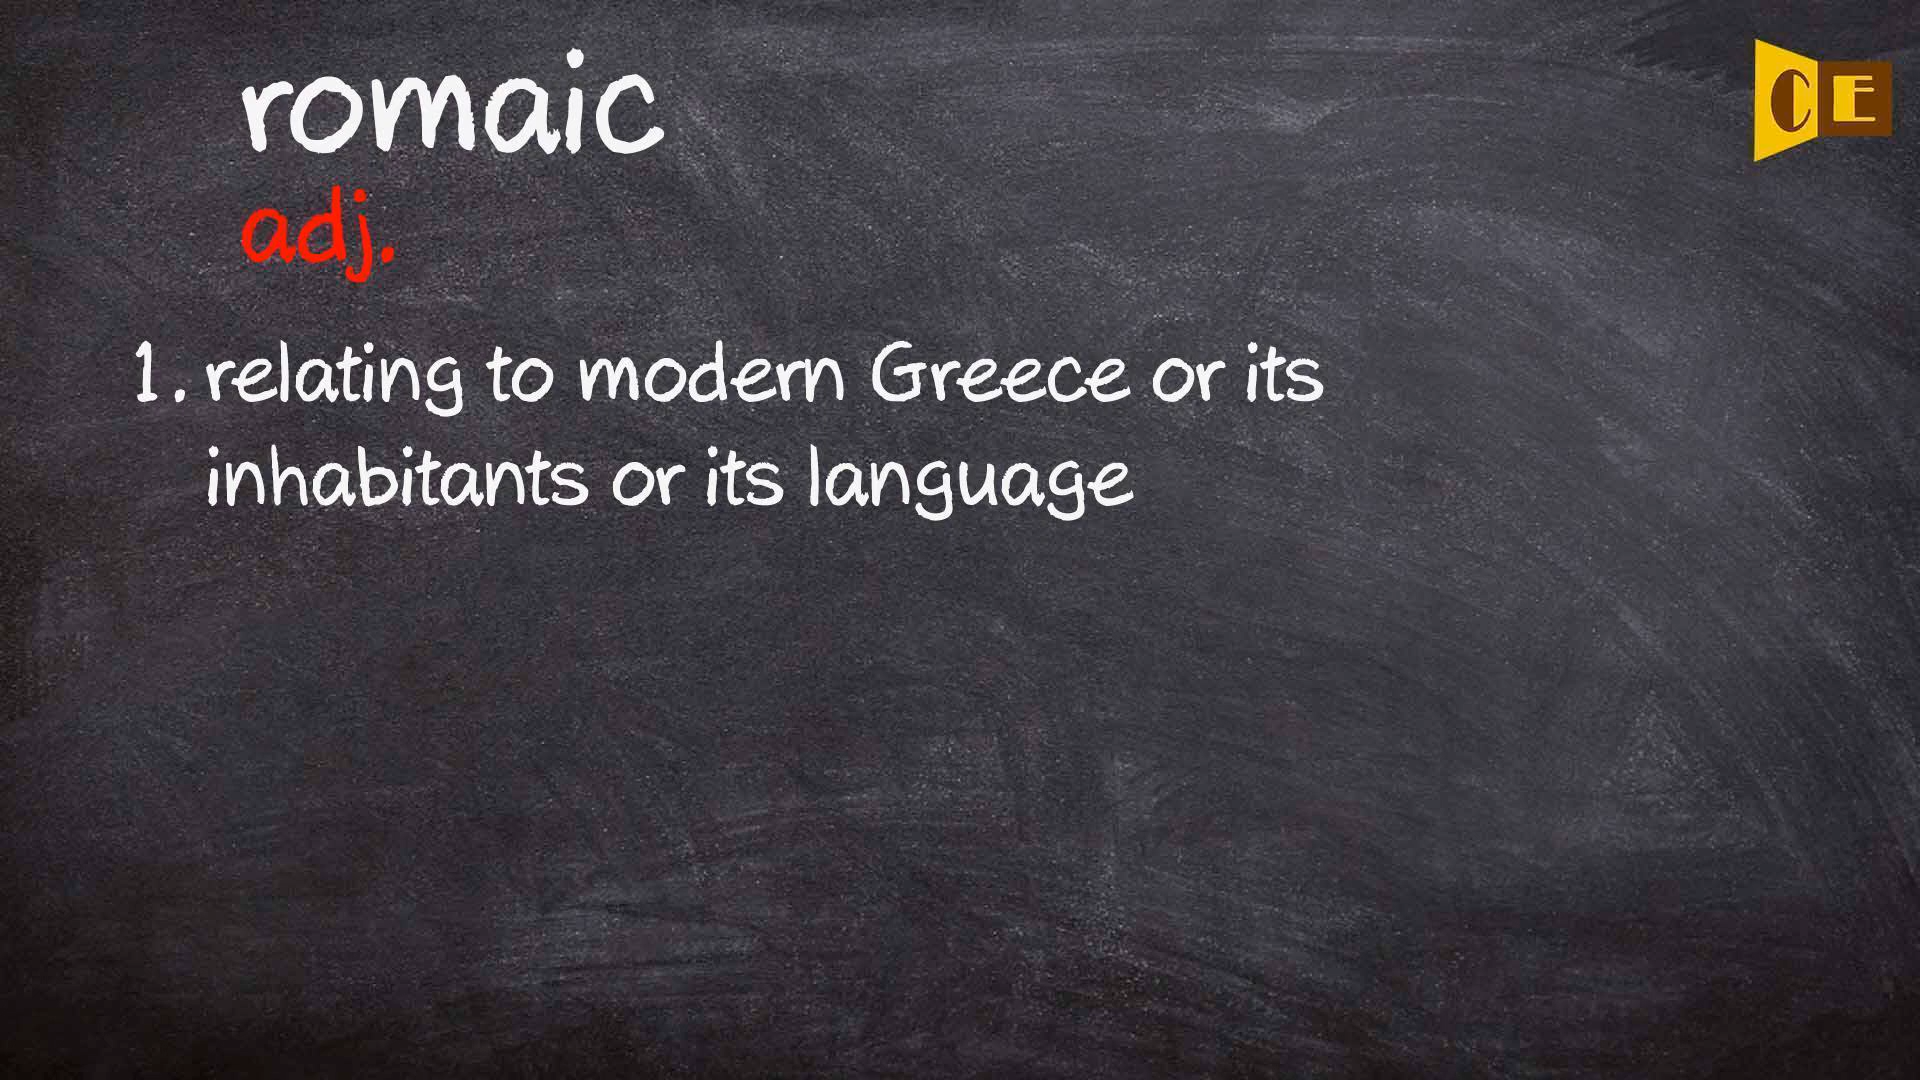 romaic
CE
adj.
1. relating to modern Greece or its
inhabitants or its language